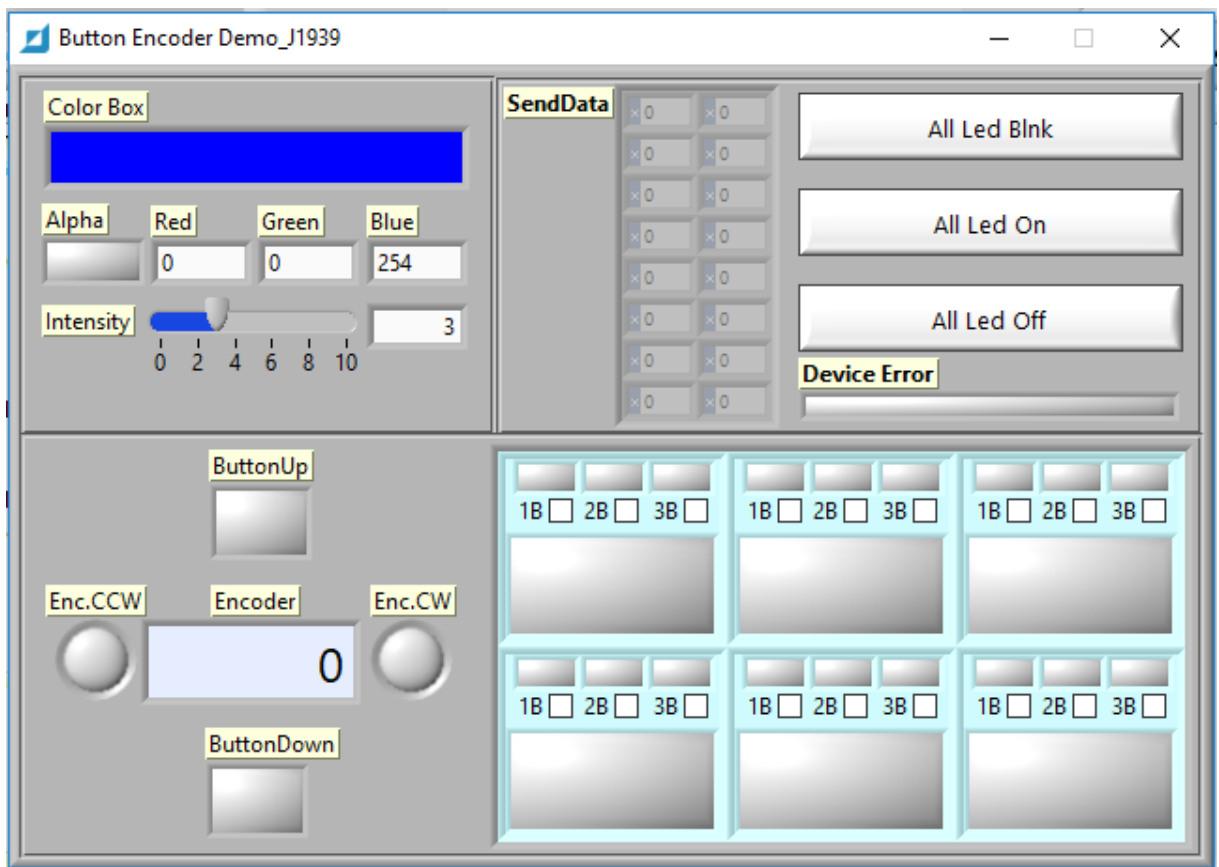 Button Encoder Demo_J1939
Color Box
Alpha Red Green Blue
0 0 254
Intensity 3
0 2 4 6 8 10
SendData
x 0 x 0
x 0 x 0
x 0 x 0
x 0 x 0
x 0 x 0
x 0 x 0
x 0 x 0
x 0 x 0
All Led Blnk
All Led On
All Led Off
Device Error
ButtonUp
Enc.CCW Encoder Enc.CW
0
ButtonDown
1B 2B 3B 1B 2B 3B 1B 2B 3B
1B 2B 3B 1B 2B 3B 1B 2B 3B